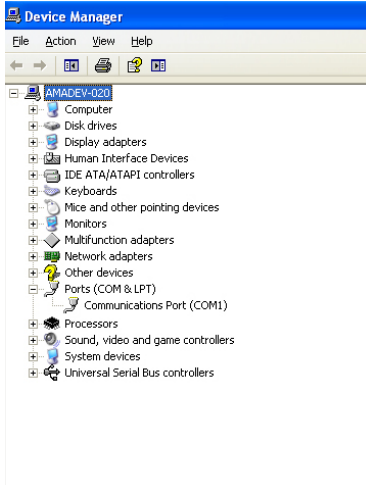 Device Manager
File Action View Help
AMADEV-020
Computer
Disk drives
Display adapters
Human Interface Devices
IDE ATA/ATAPI controllers
Keyboards
Mice and other pointing devices
Monitors
Multifunction adapters
Network adapters
Other devices
Ports (COM & LPT)
Communications Port (COM1)
Processors
Sound, video and game controllers
System devices
Universal Serial Bus controllers